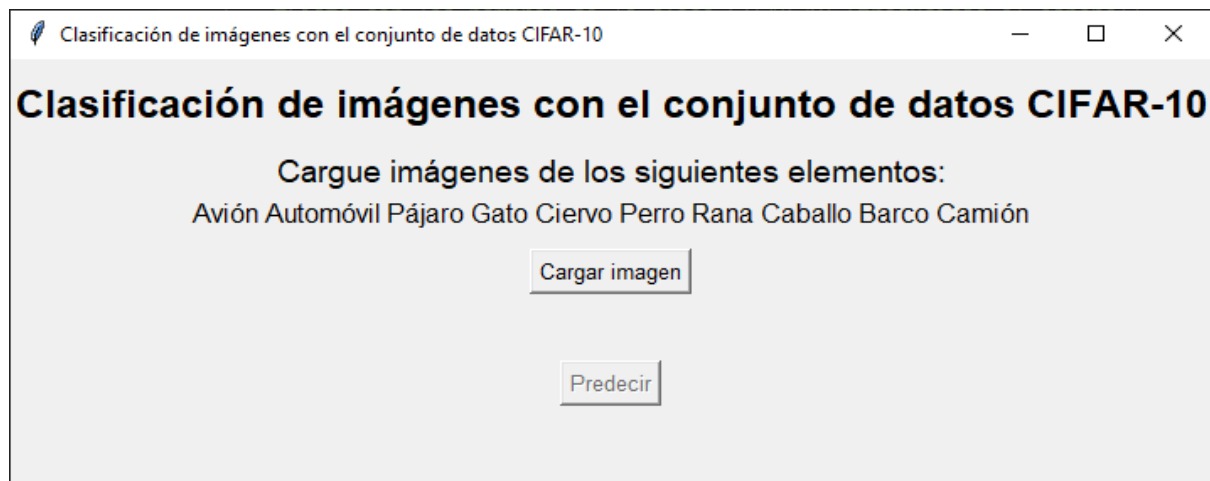 Clasificación de imágenes con el conjunto de datos CIFAR-10
Clasificación de imágenes con el conjunto de datos CIFAR-10
Cargue imágenes de los siguientes elementos:
Avión Automóvil Pájaro Gato Ciervo Perro Rana Caballo Barco Camión
Cargar imagen
Predecir